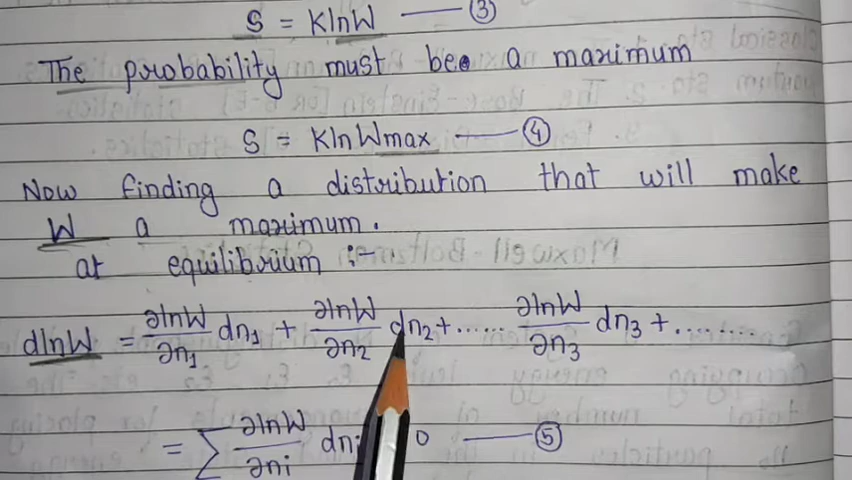 S = KlnW —— ③
The probability must be a maximum
S = KlnWmax —— ④
Now finding a distribution that will make
W a maximum.
at equilibrium :-
dlnW = ∂lnW/∂n₁ dn₁ + ∂lnW/∂n₂ dn₂ + ...... ∂lnW/∂n₃ dn₃ + .........
= ∑ ∂lnW/∂ni dni 0 —— ⑤